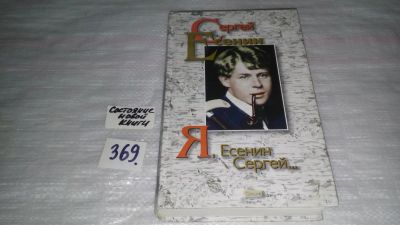 Сергей
Есенин
Состояние
новой
книги
369.
Я, Есенин
Сергей...